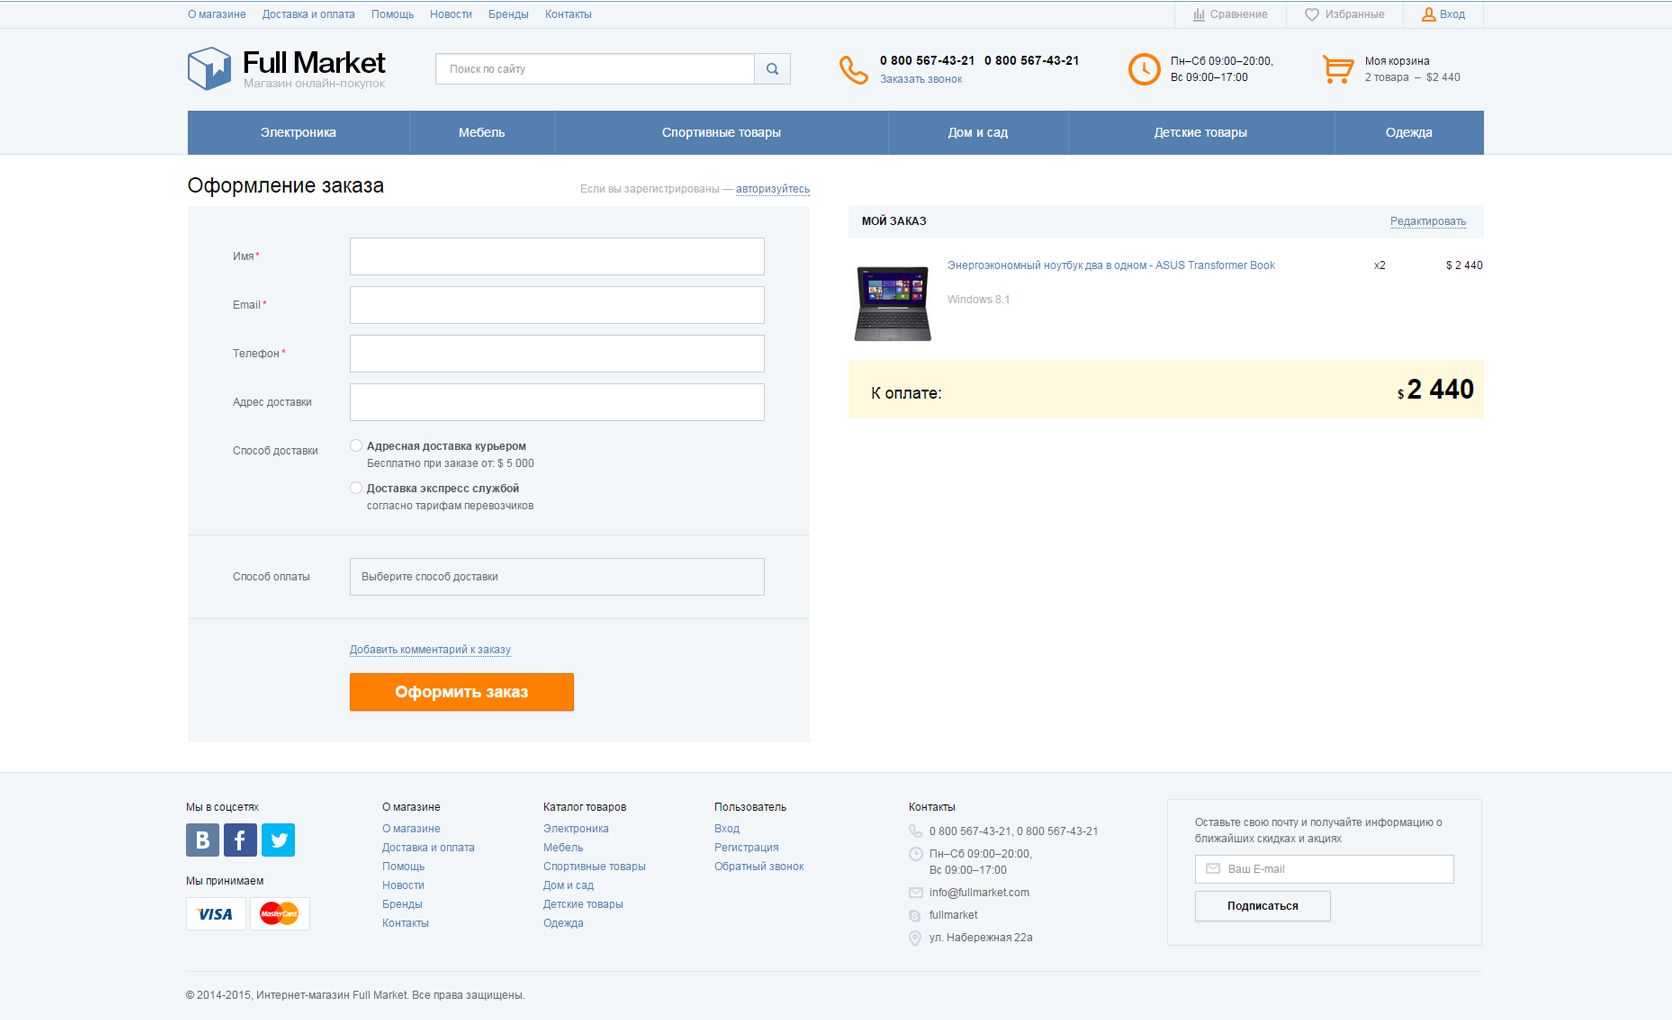 О магазине Доставка и оплата Помощь Новости Бренды Контакты Сравнение Избранные Вход
Full Market
Магазин онлайн-покупок
Поиск по сайту
0 800 567-43-21 0 800 567-43-21
Заказать звонок
Пн–Сб 09:00–20:00,
Вс 09:00–17:00
Моя корзина
2 товара – $2 440
Электроника Мебель Спортивные товары Дом и сад Детские товары Одежда
Оформление заказа
Если вы зарегистрированы — авторизуйтесь
Имя*
Email*
Телефон*
Адрес доставки
Способ доставки
Адресная доставка курьером
Бесплатно при заказе от: $ 5 000
Доставка экспресс службой
согласно тарифам перевозчиков
Способ оплаты
Выберите способ доставки
Добавить комментарий к заказу
Оформить заказ
МОЙ ЗАКАЗ Редактировать
Энергоэкономный ноутбук два в одном - ASUS Transformer Book x2 $ 2 440
Windows 8.1
К оплате: $ 2 440
Мы в соцсетях
B f
Мы принимаем
VISA MasterCard
О магазине
О магазине
Доставка и оплата
Помощь
Новости
Бренды
Контакты
Каталог товаров
Электроника
Мебель
Спортивные товары
Дом и сад
Детские товары
Одежда
Пользователь
Вход
Регистрация
Обратный звонок
Контакты
0 800 567-43-21, 0 800 567-43-21
Пн–Сб 09:00–20:00,
Вс 09:00–17:00
info@fullmarket.com
fullmarket
ул. Набережная 22а
Оставьте свою почту и получайте информацию о
ближайших скидках и акциях
Ваш E-mail
Подписаться
© 2014-2015, Интернет-магазин Full Market. Все права защищены.